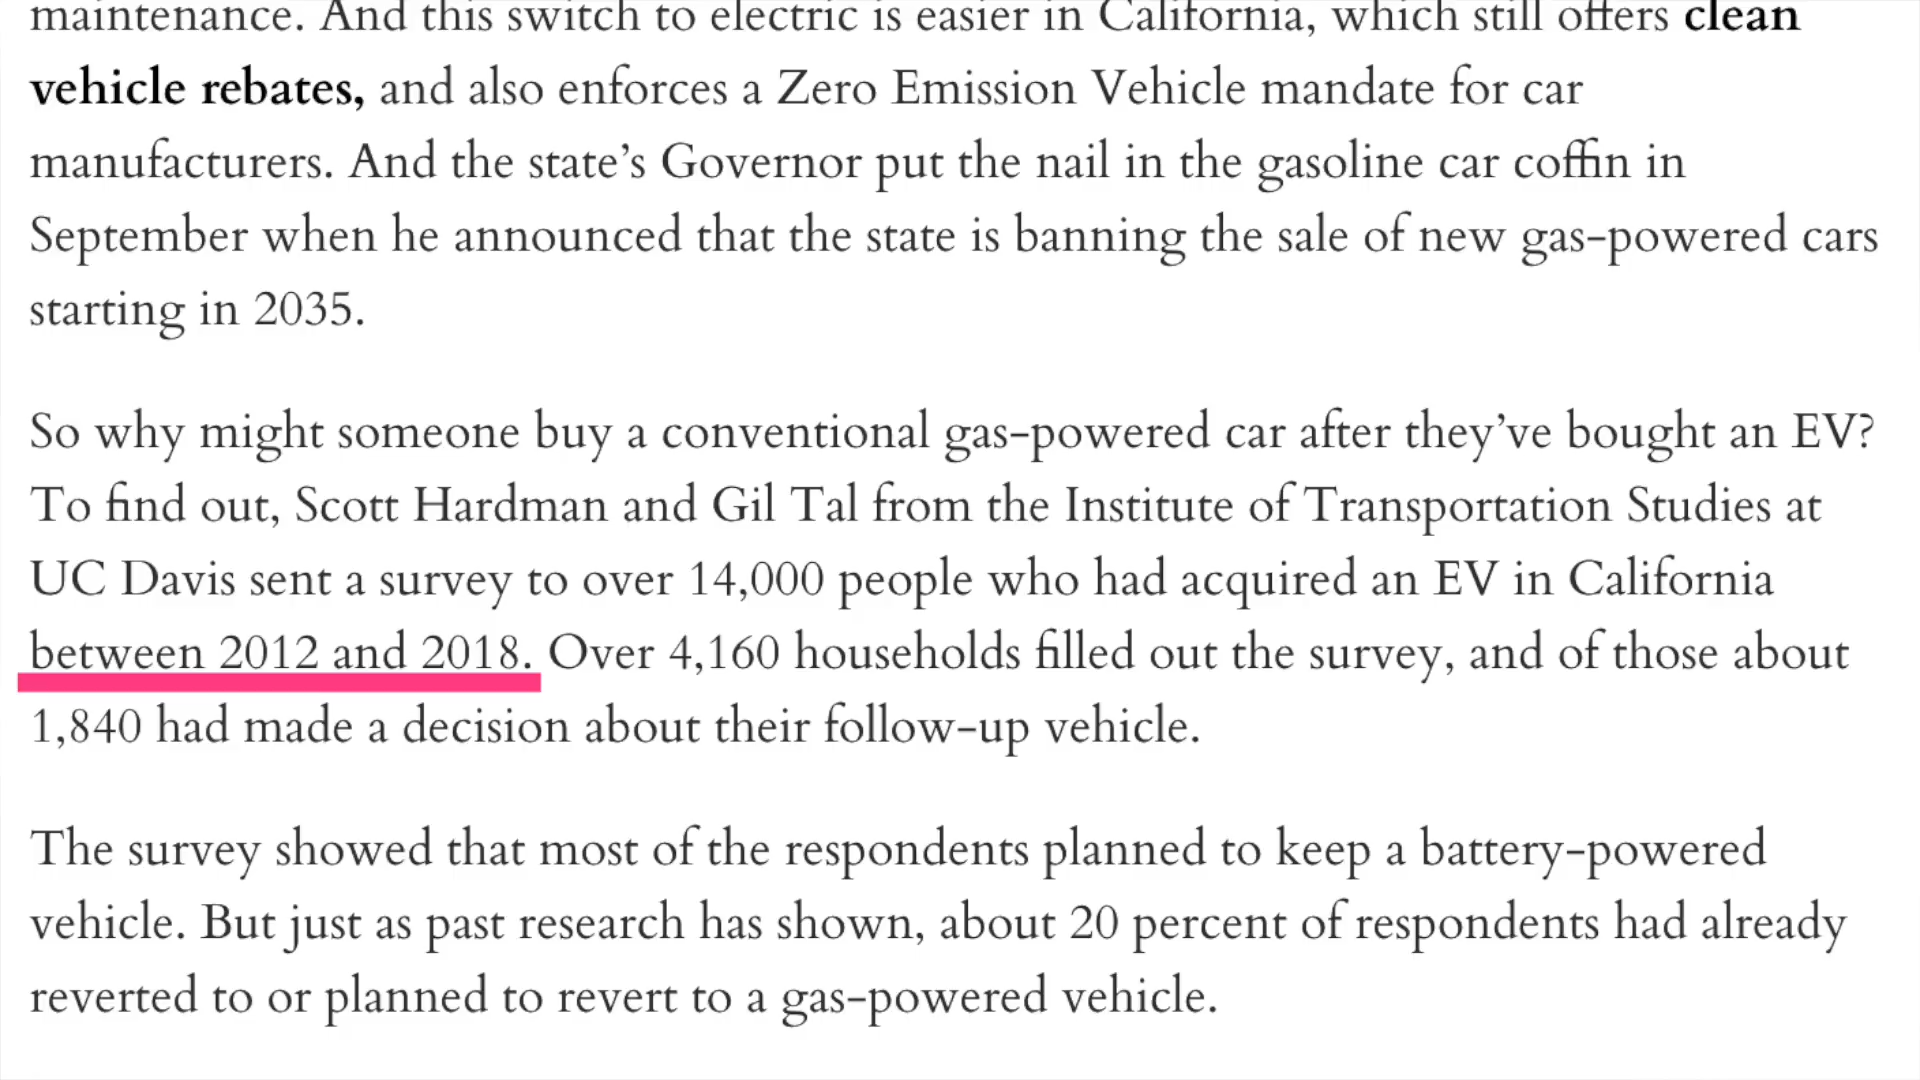 maintenance. And this switch to electric is easier in California, which still offers clean
vehicle rebates, and also enforces a Zero Emission Vehicle mandate for car
manufacturers. And the state’s Governor put the nail in the gasoline car coffin in
September when he announced that the state is banning the sale of new gas-powered cars
starting in 2035.
So why might someone buy a conventional gas-powered car after they’ve bought an EV?
To find out, Scott Hardman and Gil Tal from the Institute of Transportation Studies at
UC Davis sent a survey to over 14,000 people who had acquired an EV in California
between 2012 and 2018. Over 4,160 households filled out the survey, and of those about
1,840 had made a decision about their follow-up vehicle.
The survey showed that most of the respondents planned to keep a battery-powered
vehicle. But just as past research has shown, about 20 percent of respondents had already
reverted to or planned to revert to a gas-powered vehicle.